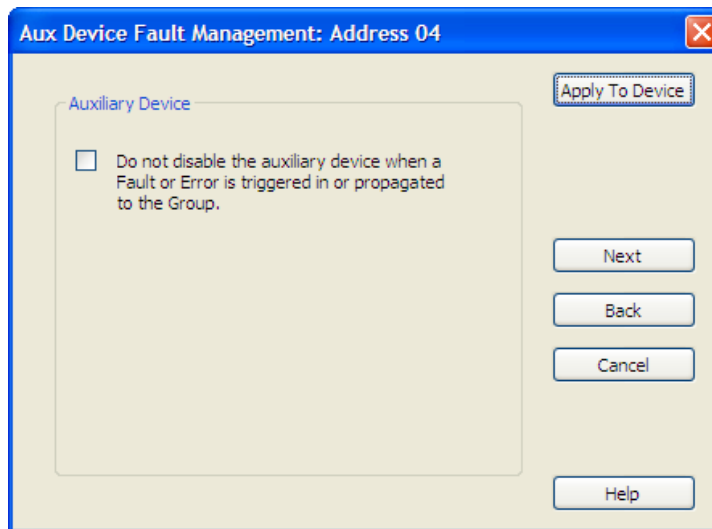 Aux Device Fault Management: Address 04
Apply To Device
Auxiliary Device
Do not disable the auxiliary device when a
Fault or Error is triggered in or propagated
to the Group.
Next
Back
Cancel
Help